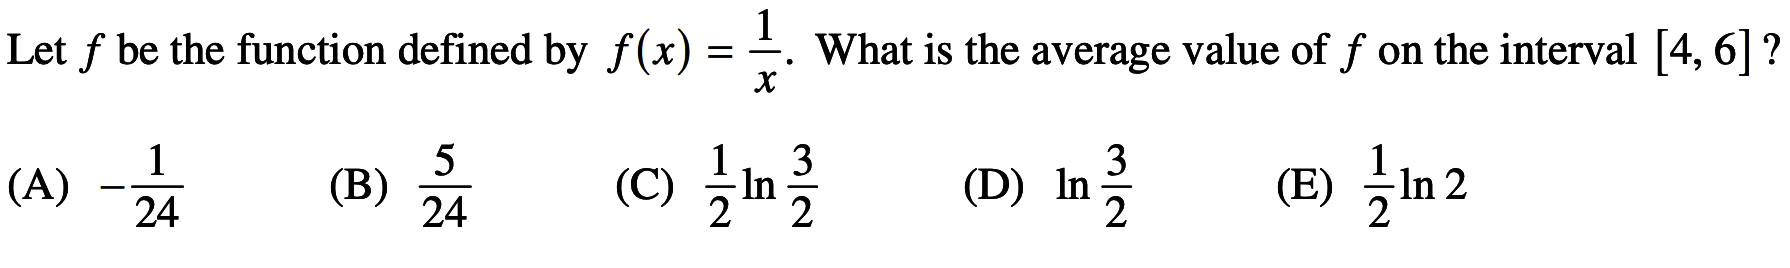 Let f be the function defined by f(x) = 1/x. What is the average value of f on the interval [4, 6] ?
(A) −1/24 (B) 5/24 (C) 1/2 ln 3/2 (D) ln 3/2 (E) 1/2 ln 2